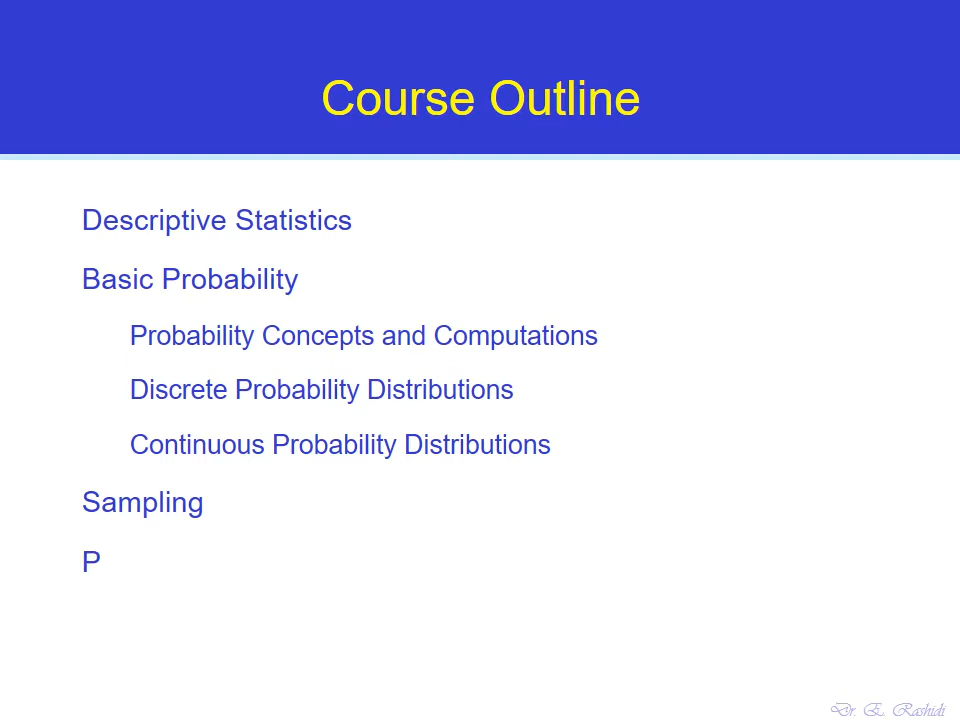 Course Outline
Descriptive Statistics
Basic Probability
Probability Concepts and Computations
Discrete Probability Distributions
Continuous Probability Distributions
Sampling
P
Dr. E. Rashidi